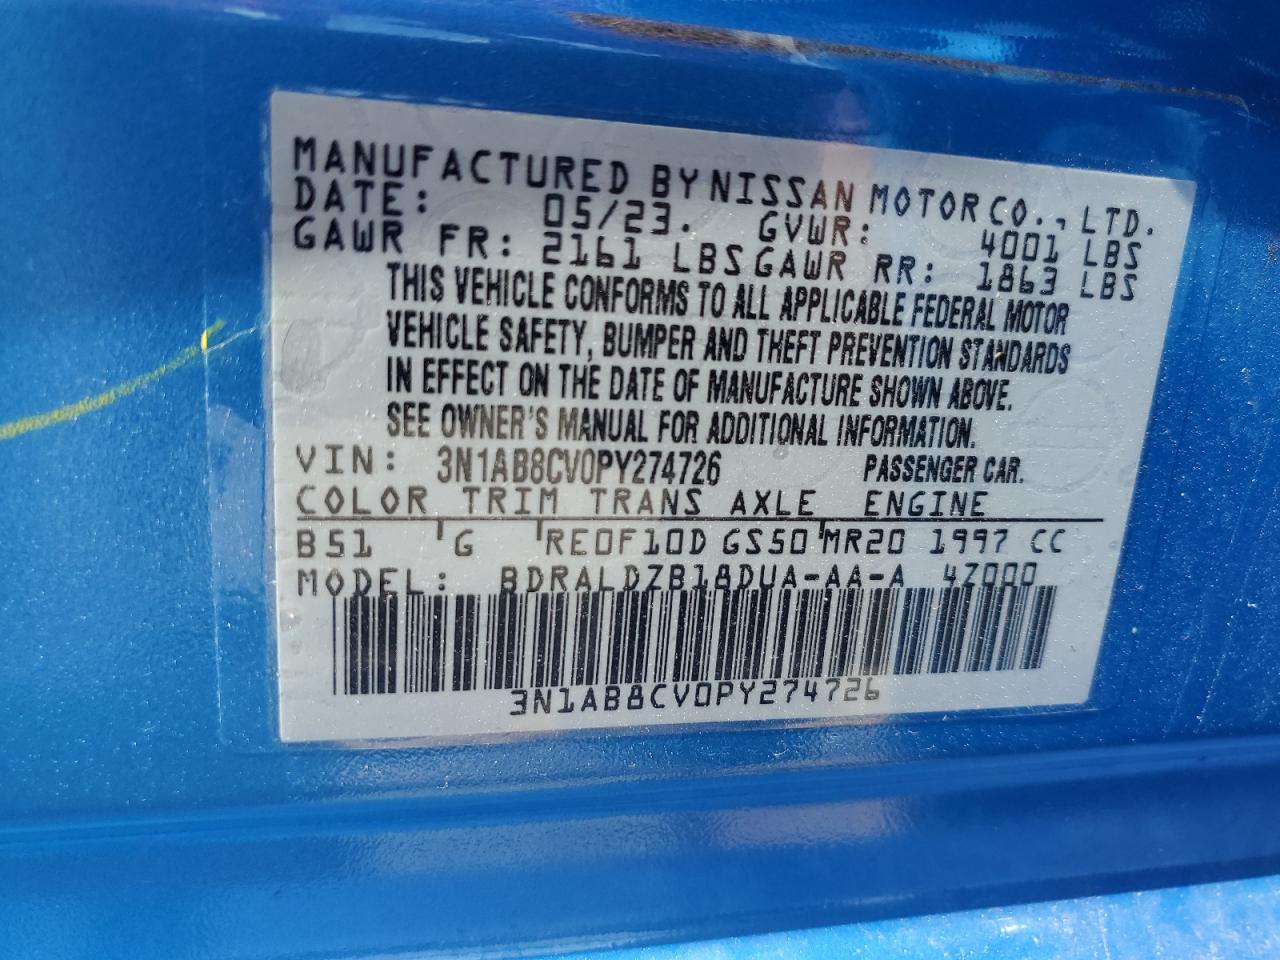 MANUFACTURED BY NISSAN MOTOR CO., LTD.
DATE: 05/23. GVWR: 4001 LBS
GAWR FR: 2161 LBS GAWR RR: 1863 LBS
THIS VEHICLE CONFORMS TO ALL APPLICABLE FEDERAL MOTOR
VEHICLE SAFETY, BUMPER AND THEFT PREVENTION STANDARDS
IN EFFECT ON THE DATE OF MANUFACTURE SHOWN ABOVE.
SEE OWNER'S MANUAL FOR ADDITIONAL INFORMATION.
VIN: 3N1AB8CV0PY274726 PASSENGER CAR.
COLOR TRIM TRANS AXLE ENGINE
B51 G RE0F10D GS50 MR20 1997 CC
MODEL: BDRALDZB18DUA-AA-A 4Z000
3N1AB8CV0PY274726